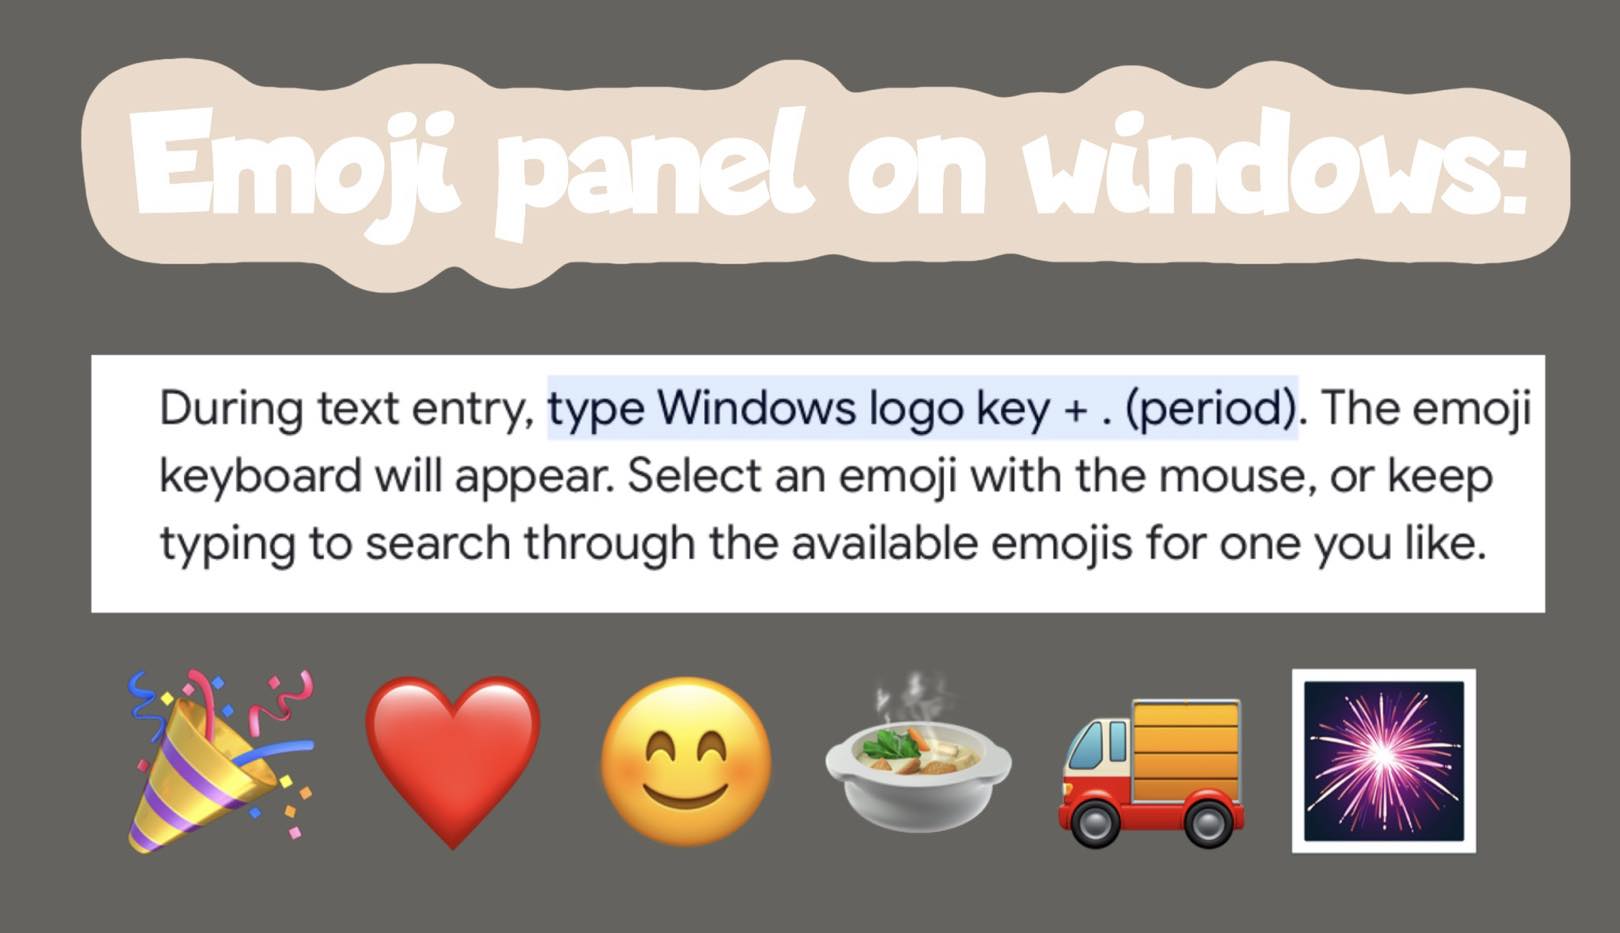 Emoji panel on windows:
During text entry, type Windows logo key + . (period). The emoji
keyboard will appear. Select an emoji with the mouse, or keep
typing to search through the available emojis for one you like.